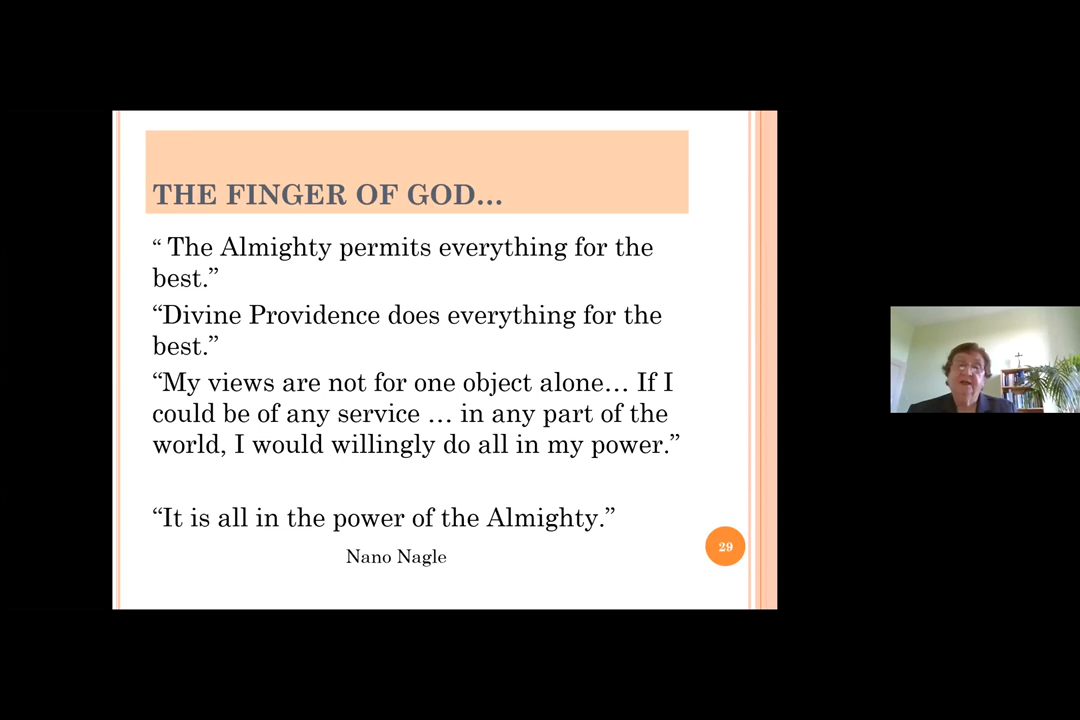 THE FINGER OF GOD…
“ The Almighty permits everything for the
best.”
“Divine Providence does everything for the
best.”
“My views are not for one object alone… If I
could be of any service … in any part of the
world, I would willingly do all in my power.”
“It is all in the power of the Almighty.”
Nano Nagle
29